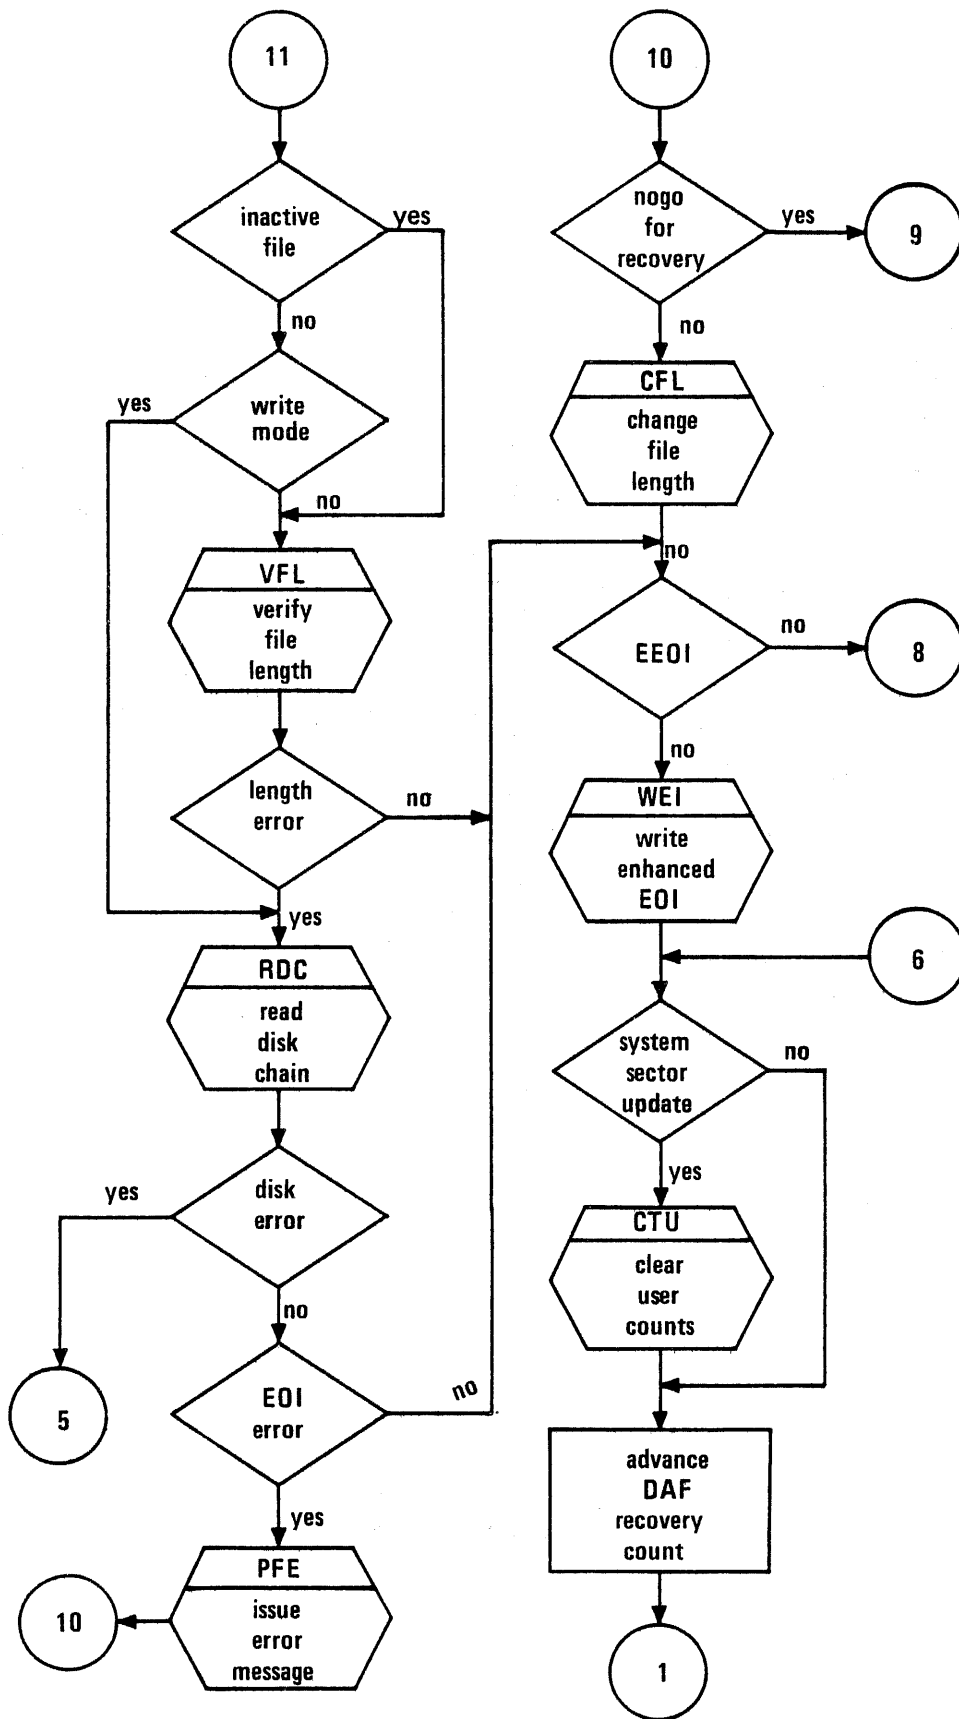 11
inactive
file
yes
no
write
mode
yes
no
VFL
verify
file
length
length
error
no
yes
RDC
read
disk
chain
disk
error
yes
no
5
EOI
error
no
yes
PFE
issue
error
message
10
10
nogo
for
recovery
yes
9
no
CFL
change
file
length
no
EEOI
no
8
no
WEI
write
enhanced
EOI
6
system
sector
update
no
yes
CTU
clear
user
counts
advance
DAF
recovery
count
1